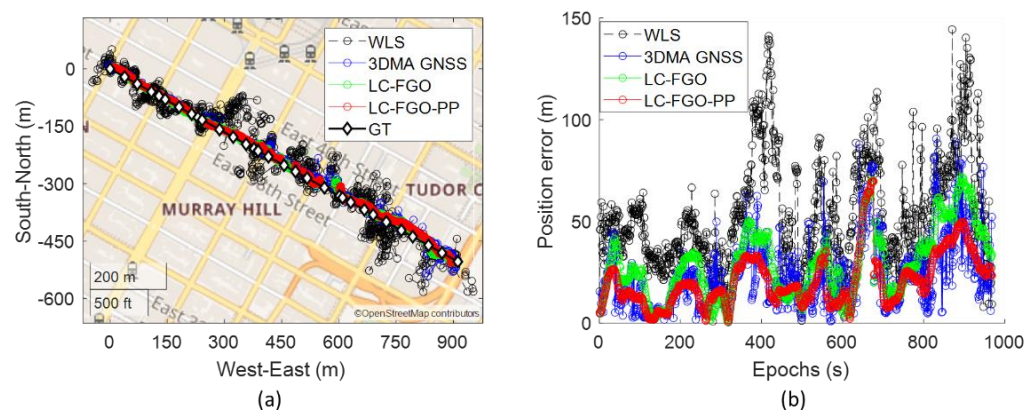 WLS
3DMA GNSS
LC-FGO
LC-FGO-PP
GT
East 40th Street
East 38th Street
MURRAY HILL
TUDOR C
200 m
500 ft
©OpenStreetMap contributors
0
-150
-300
-450
-600
South-North (m)
0 150 300 450 600 750 900
West-East (m)
(a)
WLS
3DMA GNSS
LC-FGO
LC-FGO-PP
150
100
50
0
Position error (m)
0 200 400 600 800 1000
Epochs (s)
(b)